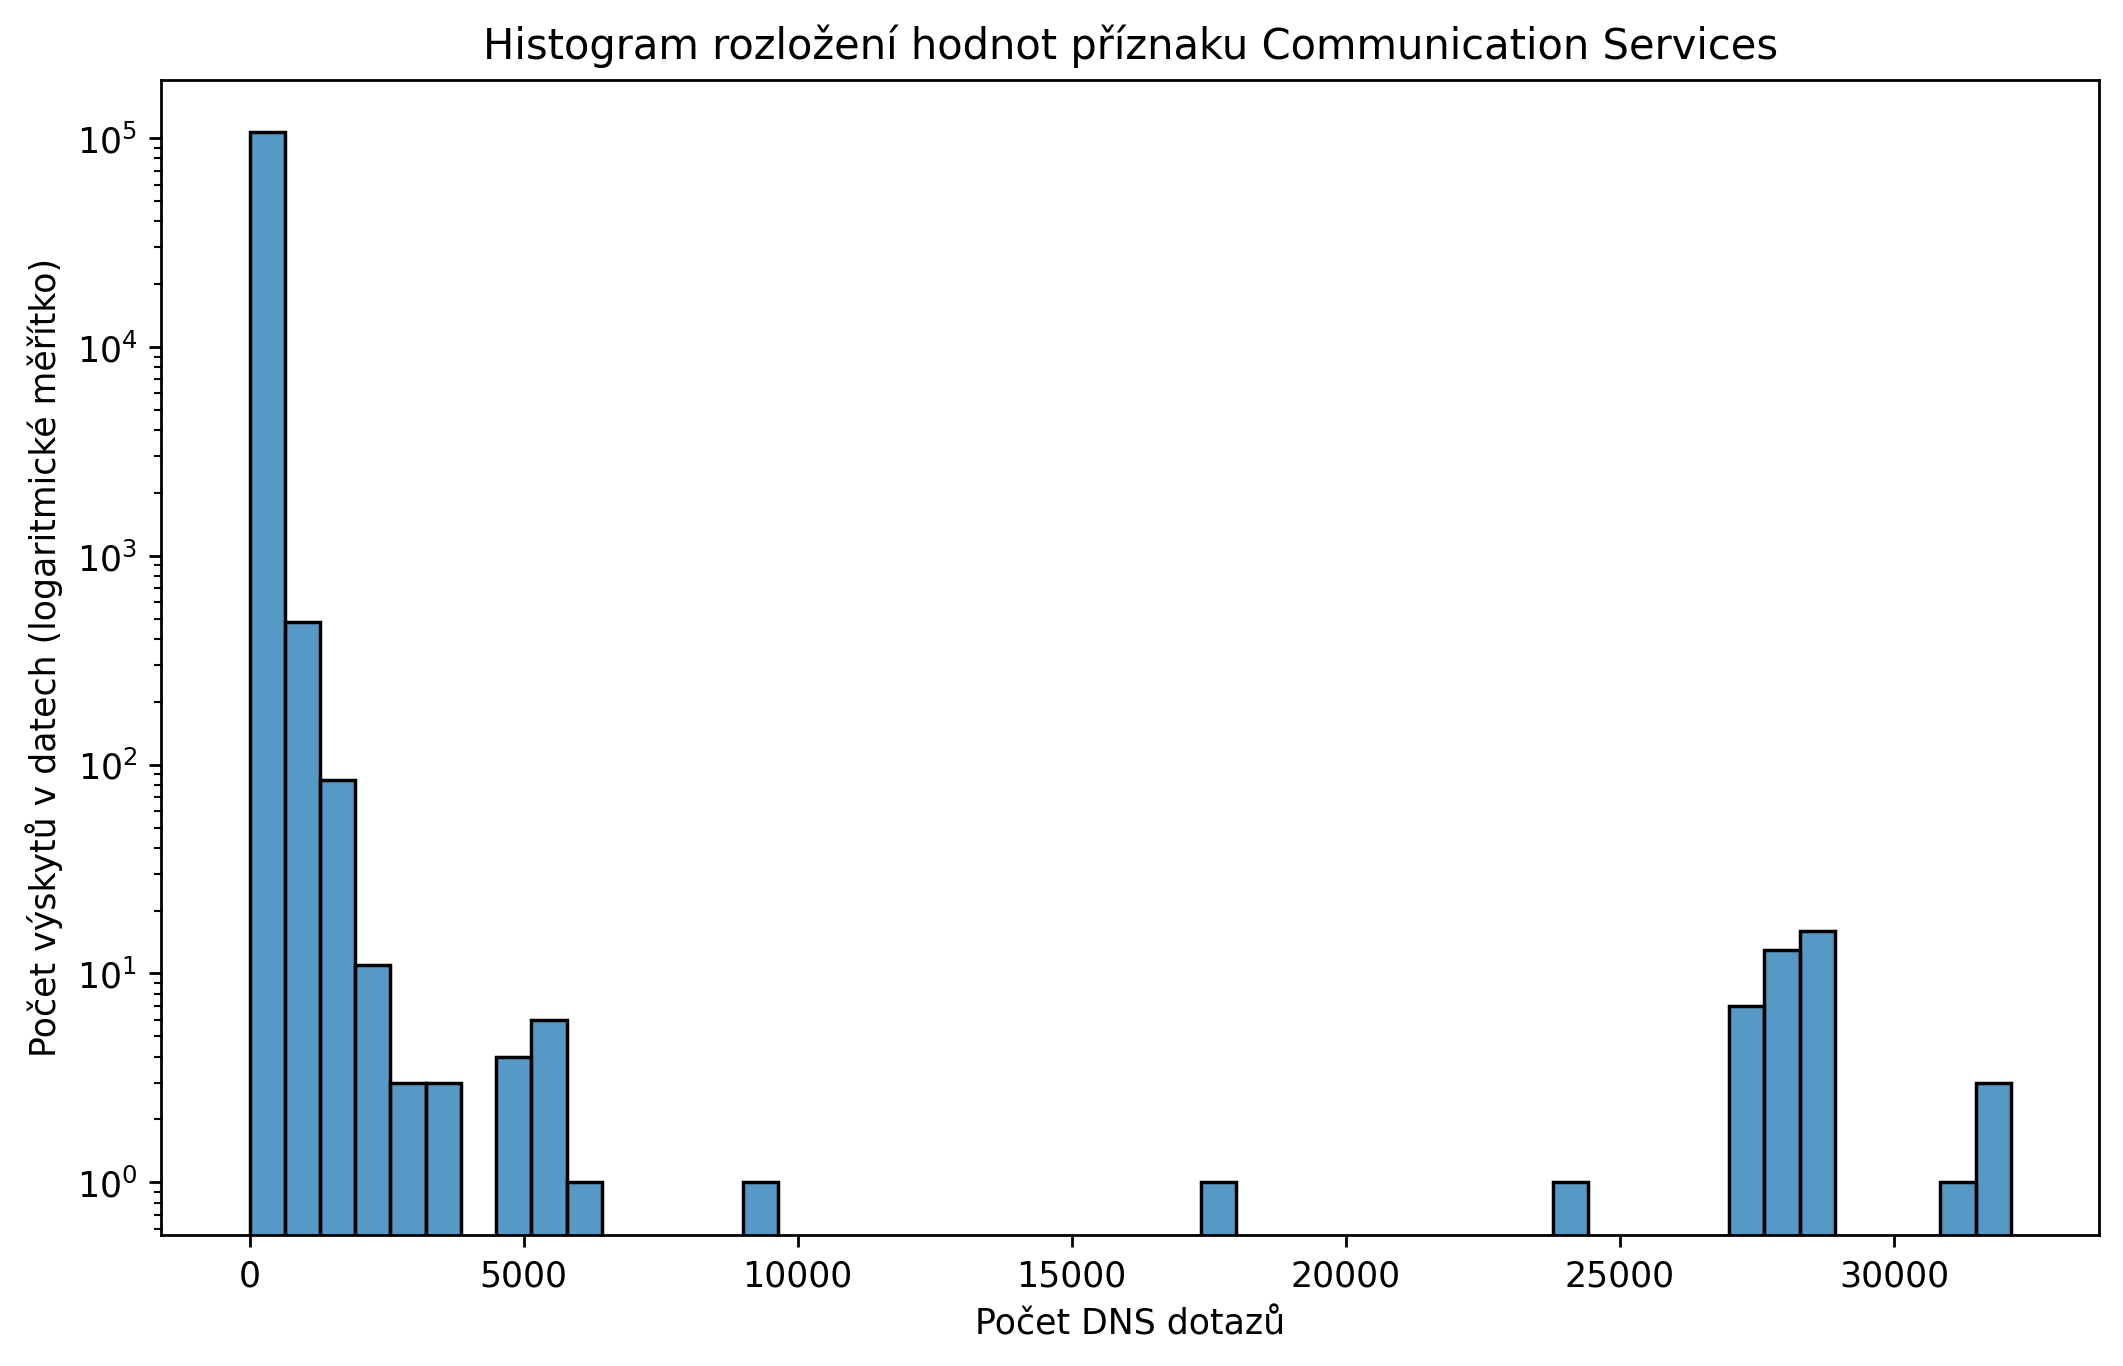 Histogram rozložení hodnot příznaku Communication Services
Počet výskytů v datech (logaritmické měřítko)
10⁵
10⁴
10³
10²
10¹
10⁰
0 5000 10000 15000 20000 25000 30000
Počet DNS dotazů